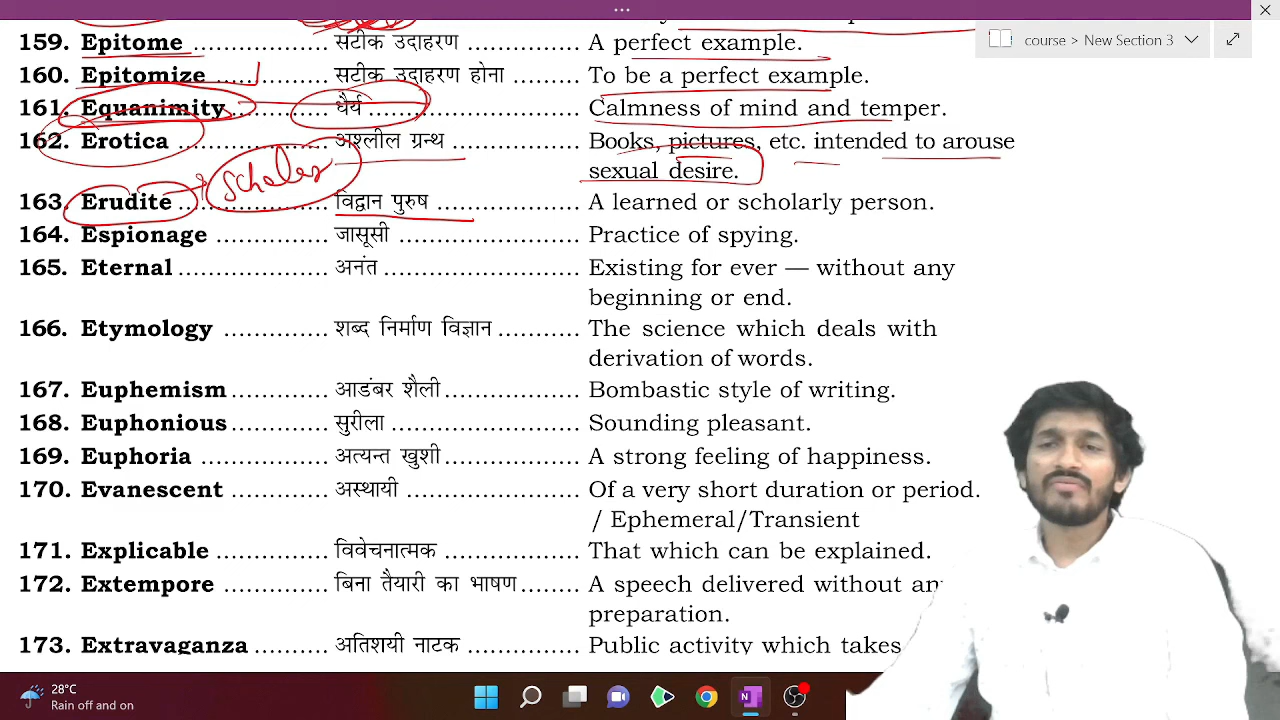 course > New Section 3
159. Epitome .................. सटीक उदाहरण ............... A perfect example.
160. Epitomize ............... सटीक उदाहरण होना .......... To be a perfect example.
161. Equanimity ............. धैर्य ............................ Calmness of mind and temper.
162. Erotica .................... अश्लील ग्रन्थ ................. Books, pictures, etc. intended to arouse
sexual desire.
scholar
163. Erudite .................... विद्वान पुरुष .................. A learned or scholarly person.
164. Espionage ............... जासूसी ......................... Practice of spying.
165. Eternal .................... अनंत ........................... Existing for ever — without any
beginning or end.
166. Etymology .............. शब्द निर्माण विज्ञान ........... The science which deals with
derivation of words.
167. Euphemism ............. आडंबर शैली ................... Bombastic style of writing.
168. Euphonious ............. सुरीला .......................... Sounding pleasant.
169. Euphoria ................. अत्यन्त खुशी ................... A strong feeling of happiness.
170. Evanescent ............. अस्थायी ........................ Of a very short duration or period.
/ Ephemeral/Transient
171. Explicable ............... विवेचनात्मक .................. That which can be explained.
172. Extempore .............. बिना तैयारी का भाषण ........ A speech delivered without any
preparation.
173. Extravaganza .......... अतिशयी नाटक ............... Public activity which takes
28°C
Rain off and on